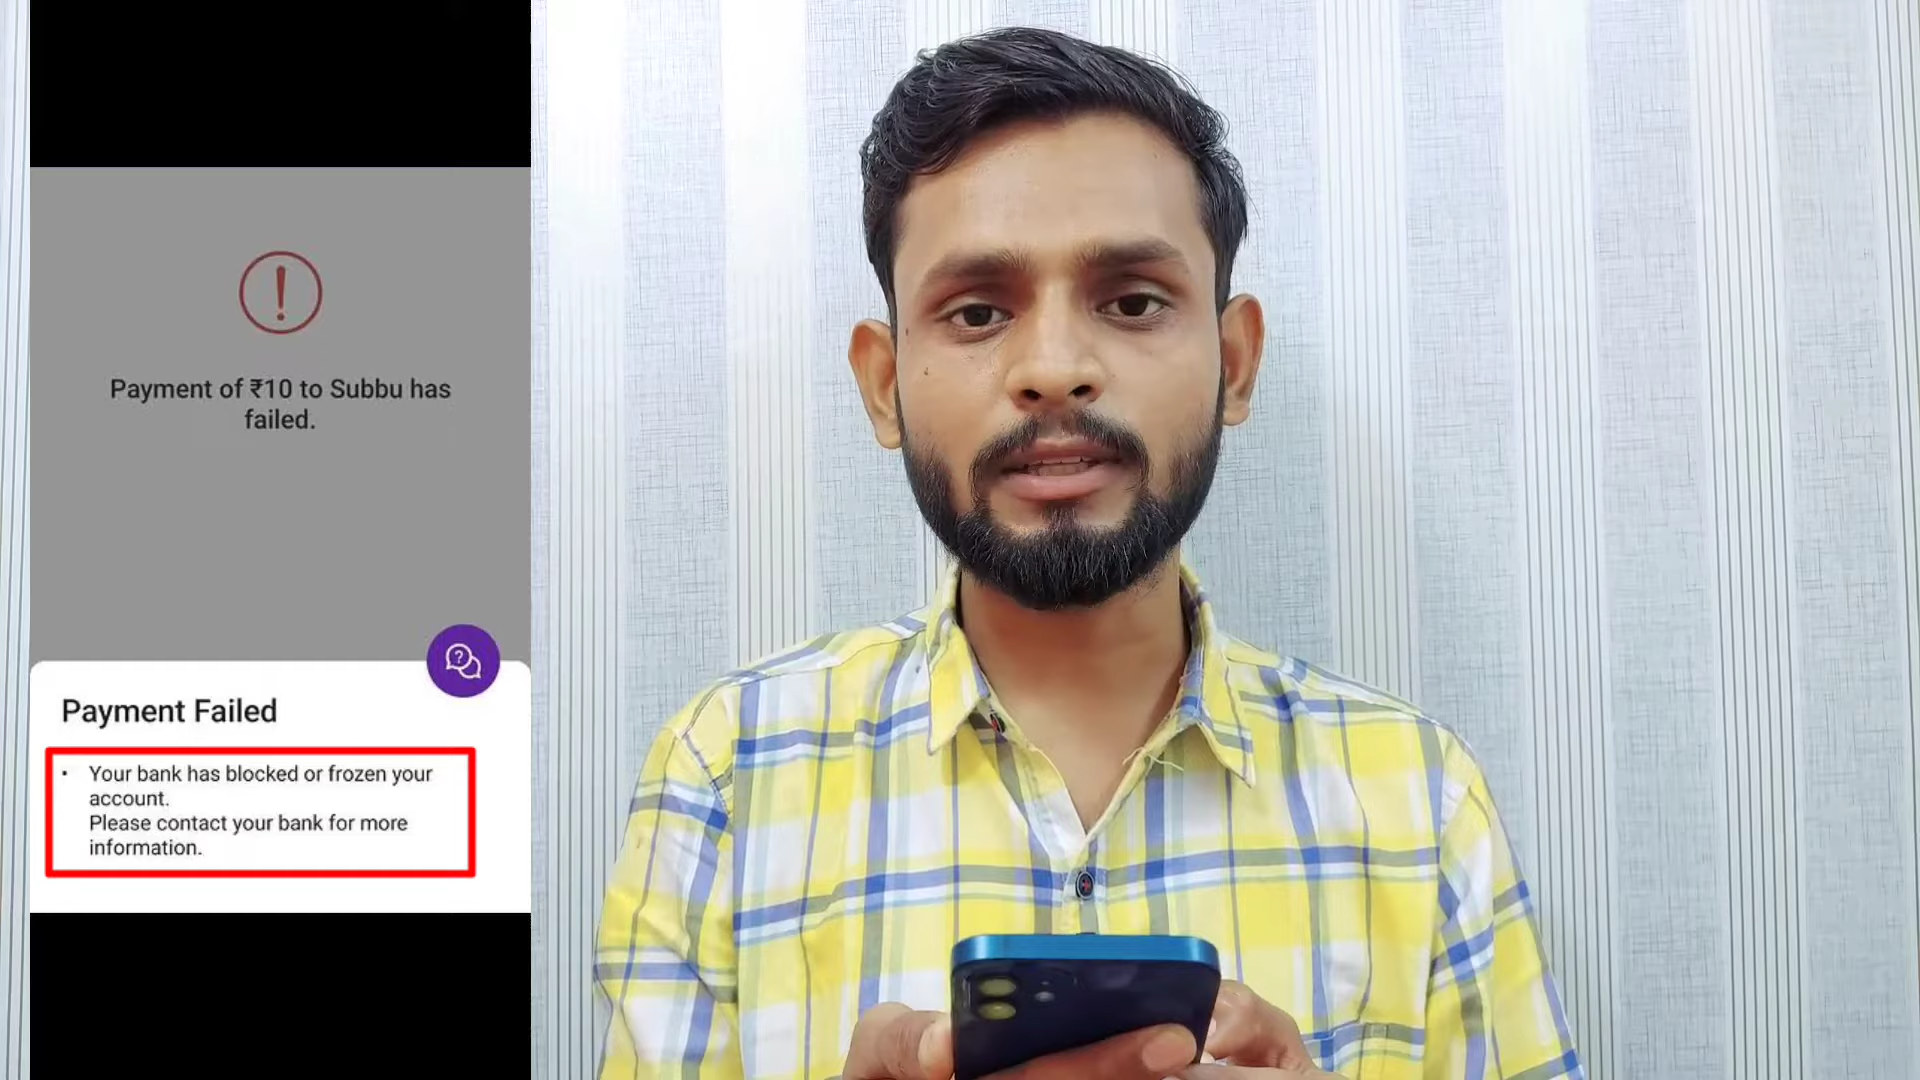 Payment of ₹10 to Subbu has
failed.
Payment Failed
• Your bank has blocked or frozen your
account.
Please contact your bank for more
information.